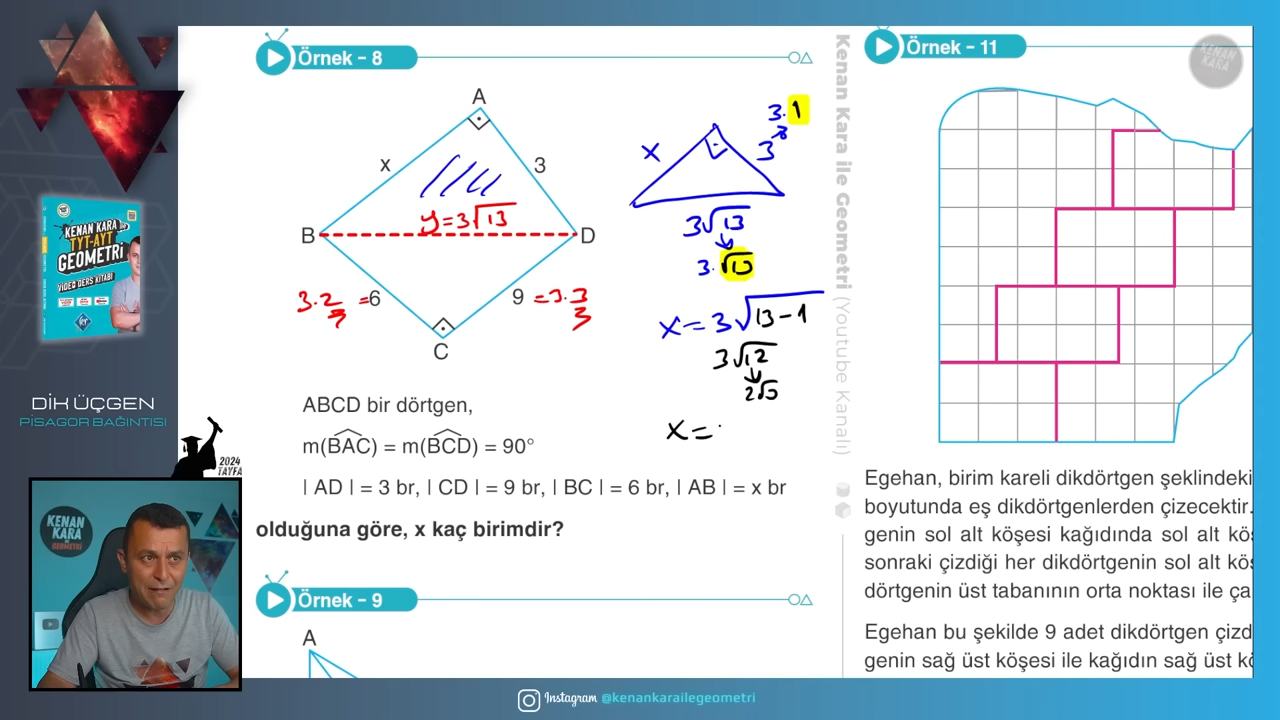 Örnek - 8
A
x
3
y=3√13
B
D
3·2
=6
9
=3·3
C
x
3
3·1
3√13
3·√13
x=3√13-1
3√12
2√3
x=
ABCD bir dörtgen,
m(BAC) = m(BCD) = 90°
| AD | = 3 br, | CD | = 9 br, | BC | = 6 br, | AB | = x br
olduğuna göre, x kaç birimdir?
Örnek - 9
A
Kenan Kara ile Geometri (Youtube Kanalı)
Örnek - 11
KENAN KARA
Egehan, birim kareli dikdörtgen şeklindeki
boyutunda eş dikdörtgenlerden çizecektir.
genin sol alt köşesi kağıdında sol alt köş
sonraki çizdiği her dikdörtgenin sol alt köş
dörtgenin üst tabanının orta noktası ile ça
Egehan bu şekilde 9 adet dikdörtgen çizd
genin sağ üst köşesi ile kağıdın sağ üst kö
KENAN KARA
TYT-AYT
GEOMETRİ
VİDEO DERS KİTABI
DİK ÜÇGEN
PİSAGOR BAĞINTISI
2024
TAYFA
KENAN
KARA
GEOMETRİ
Instagram @kenankarailegeometri